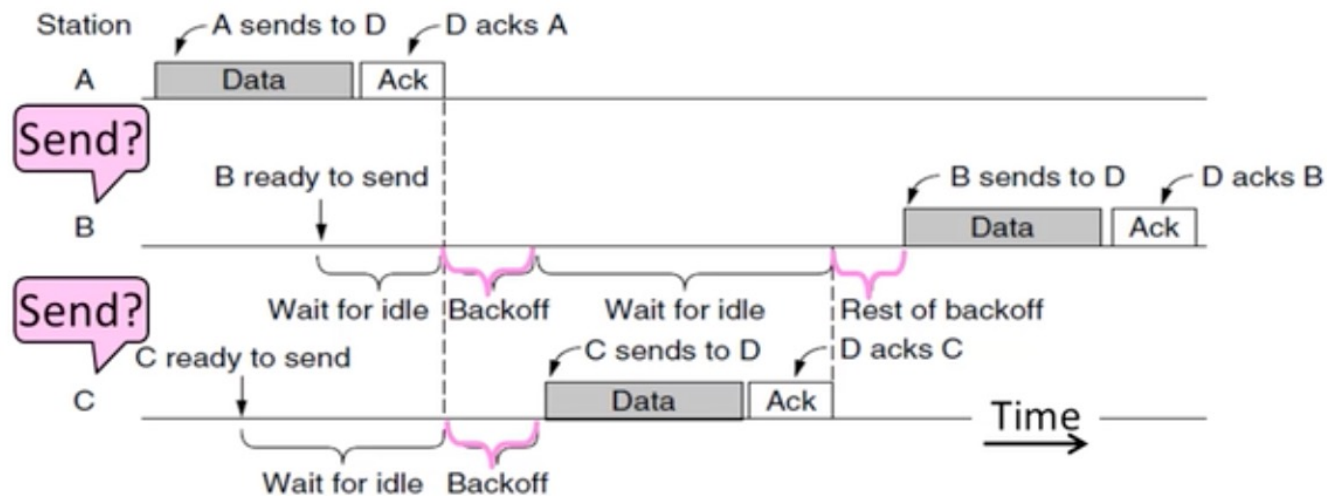 Station
A sends to D
D acks A
A
Data
Ack
Send?
B ready to send
B sends to D
D acks B
B
Data
Ack
Wait for idle
Backoff
Wait for idle
Rest of backoff
Send?
C ready to send
C sends to D
D acks C
C
Data
Ack
Time
Wait for idle
Backoff